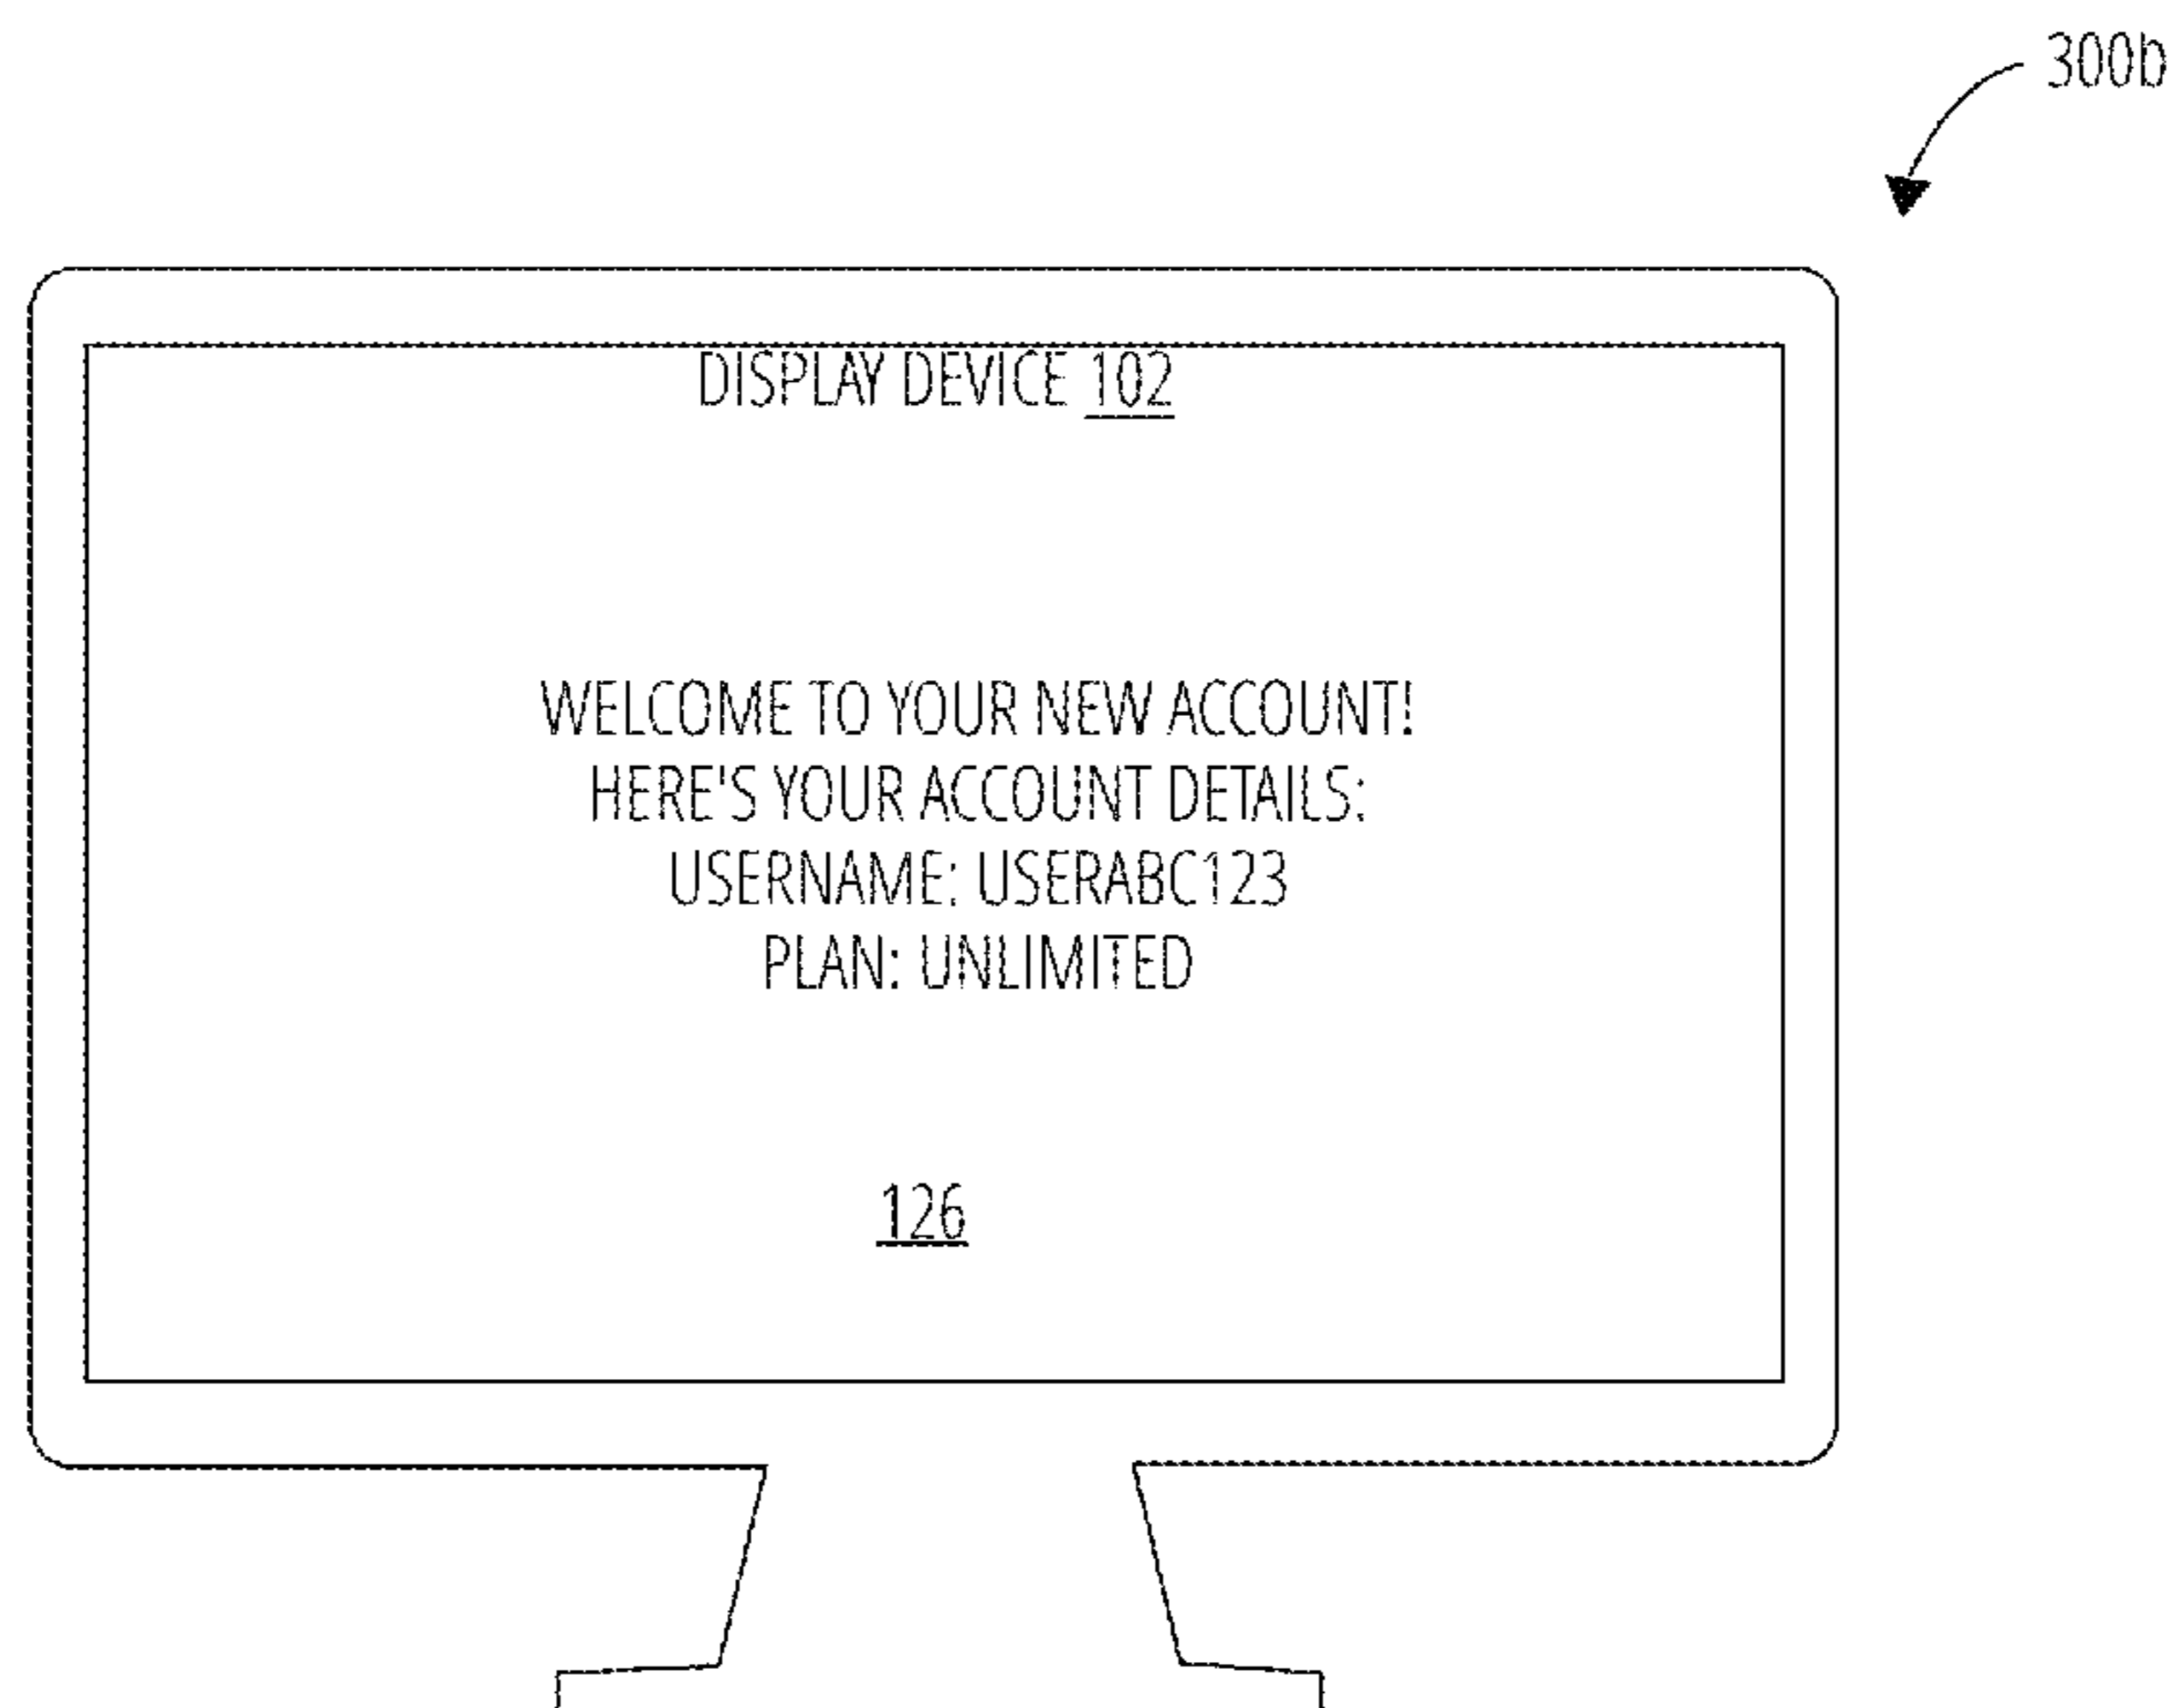 300b
DISPLAY DEVICE 102
WELCOME TO YOUR NEW ACCOUNT!
HERE'S YOUR ACCOUNT DETAILS:
USERNAME: USERABC123
PLAN: UNLIMITED
126